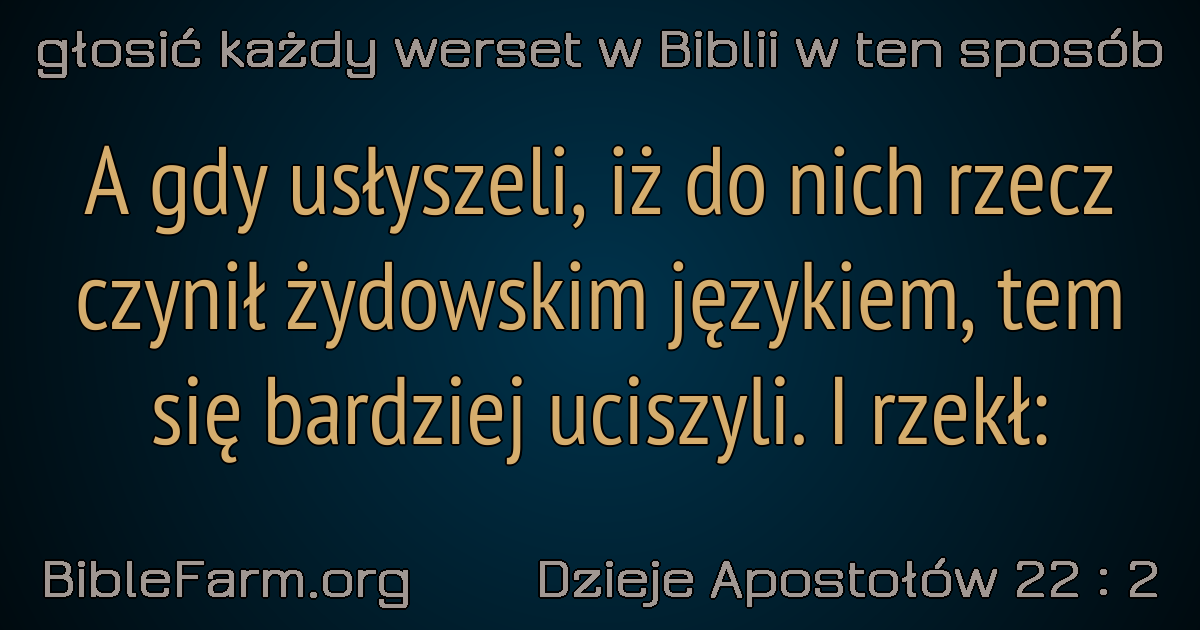 głosić każdy werset w Biblii w ten sposób
A gdy usłyszeli, iż do nich rzecz
czynił żydowskim językiem, tem
się bardziej uciszyli. I rzekł:
BibleFarm.org
Dzieje Apostołów 22 : 2